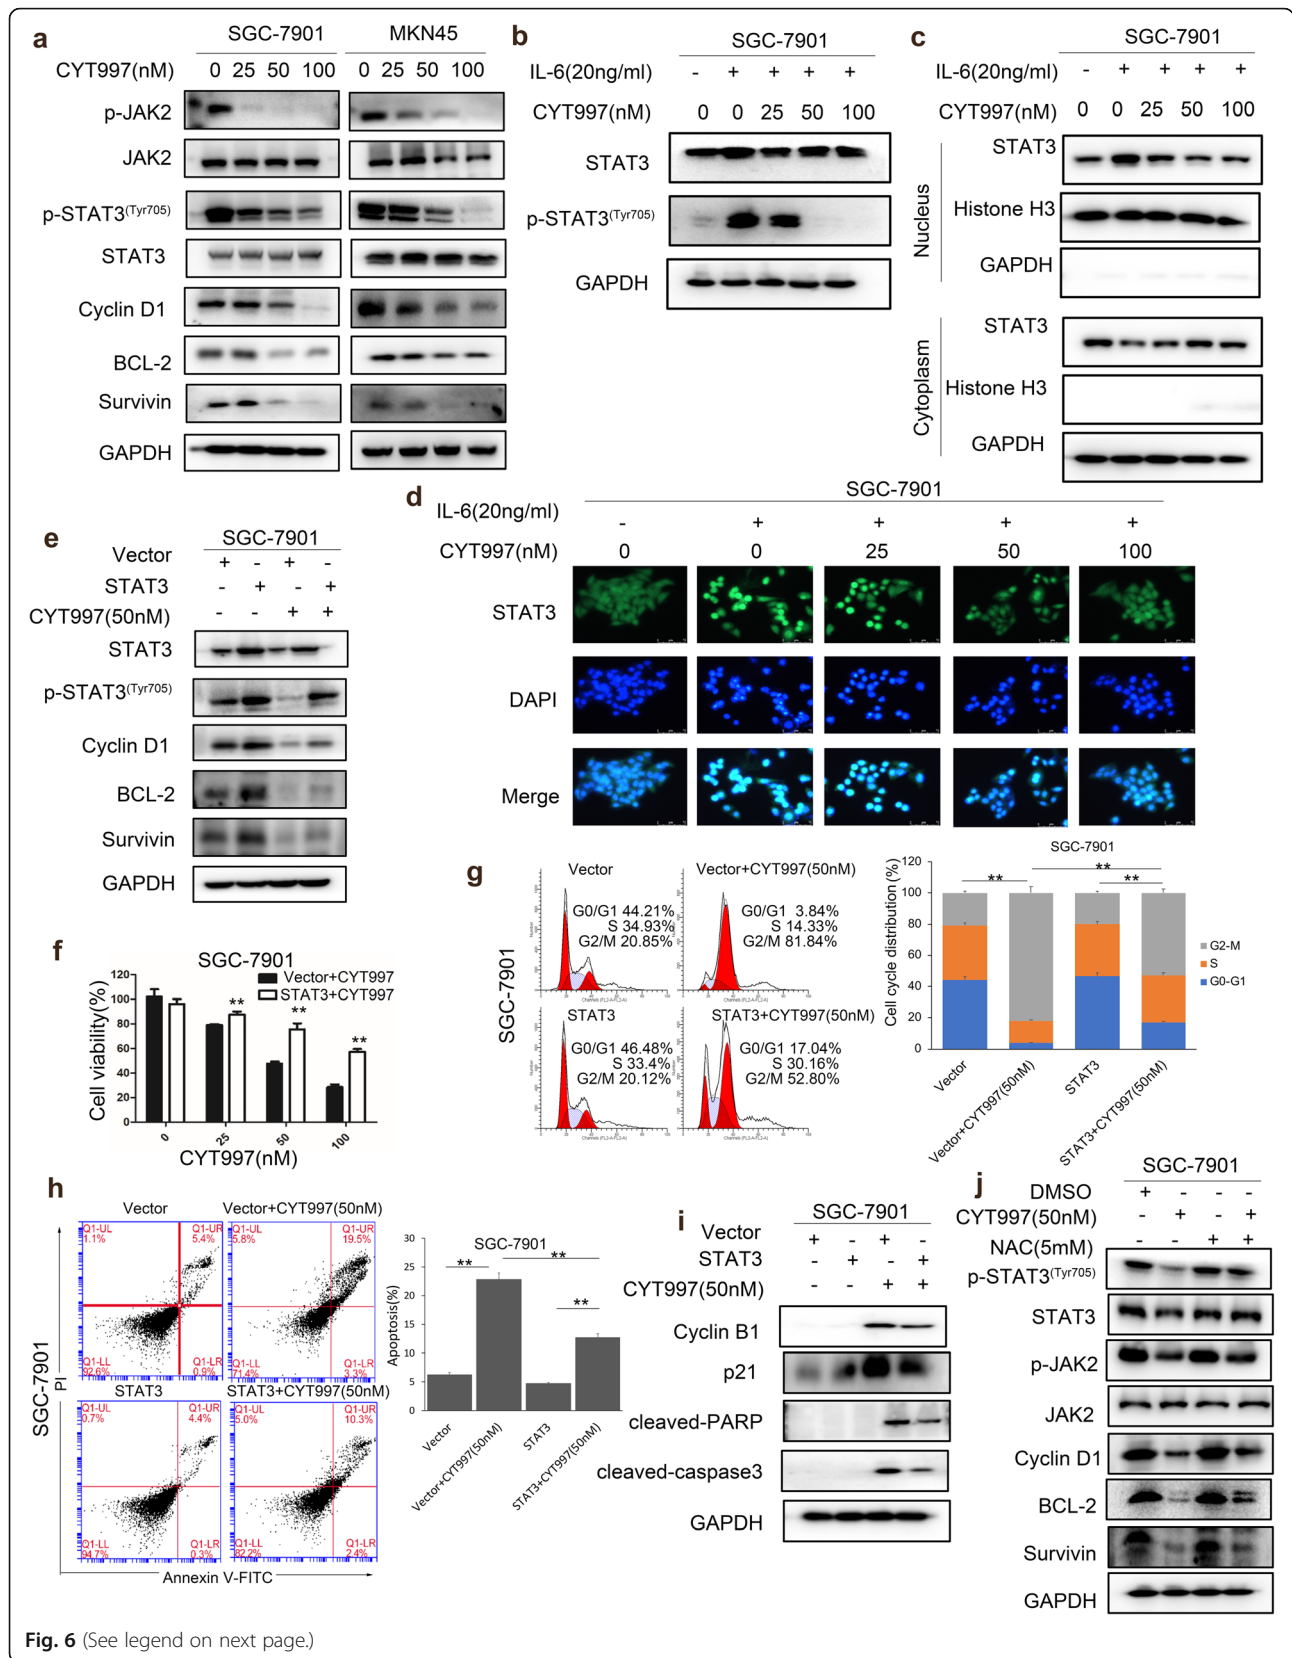 a
SGC-7901 MKN45
CYT997(nM) 0 25 50 100 0 25 50 100
p-JAK2
JAK2
p-STAT3(Tyr705)
STAT3
Cyclin D1
BCL-2
Survivin
GAPDH
b
SGC-7901
IL-6(20ng/ml) - + + + +
CYT997(nM) 0 0 25 50 100
STAT3
p-STAT3(Tyr705)
GAPDH
c
SGC-7901
IL-6(20ng/ml) - + + + +
CYT997(nM) 0 0 25 50 100
Nucleus
STAT3
Histone H3
GAPDH
Cytoplasm
STAT3
Histone H3
GAPDH
d
SGC-7901
IL-6(20ng/ml) - + + + +
CYT997(nM) 0 0 25 50 100
STAT3
DAPI
Merge
e
SGC-7901
Vector + - + -
STAT3 - + - +
CYT997(50nM) - - + +
STAT3
p-STAT3(Tyr705)
Cyclin D1
BCL-2
Survivin
GAPDH
f
SGC-7901
Vector+CYT997
STAT3+CYT997
Cell viability(%)
120
100
80
60
40
20
0
** ** **
0 25 50 100
CYT997(nM)
g
SGC-7901
Vector
G0/G1 44.21%
S 34.93%
G2/M 20.85%
Vector+CYT997(50nM)
G0/G1 3.84%
S 14.33%
G2/M 81.84%
STAT3
G0/G1 46.48%
S 33.4%
G2/M 20.12%
STAT3+CYT997(50nM)
G0/G1 17.04%
S 30.16%
G2/M 52.80%
SGC-7901
Cell cycle distribution(%)
120
100
80
60
40
20
0
** ** **
G2-M
S
G0-G1
Vector
Vector+CYT997(50nM)
STAT3
STAT3+CYT997(50nM)
h
SGC-7901
PI
Vector
Q1-UL
1.1%
Q1-UR
5.4%
Q1-LL
92.6%
Q1-LR
0.9%
Vector+CYT997(50nM)
Q1-UL
5.8%
Q1-UR
19.5%
Q1-LL
71.4%
Q1-LR
3.3%
STAT3
Q1-UL
0.7%
Q1-UR
4.4%
Q1-LL
94.7%
Q1-LR
0.3%
STAT3+CYT997(50nM)
Q1-UL
5.0%
Q1-UR
10.3%
Q1-LL
82.2%
Q1-LR
2.4%
Annexin V-FITC
SGC-7901
Apoptosis(%)
30
25
20
15
10
5
0
** ** **
Vector
Vector+CYT997(50nM)
STAT3
STAT3+CYT997(50nM)
i
SGC-7901
Vector + - + -
STAT3 - + - +
CYT997(50nM) - - + +
Cyclin B1
p21
cleaved-PARP
cleaved-caspase3
GAPDH
j
SGC-7901
DMSO + - - -
CYT997(50nM) - + - +
NAC(5mM) - - + +
p-STAT3(Tyr705)
STAT3
p-JAK2
JAK2
Cyclin D1
BCL-2
Survivin
GAPDH
Fig. 6 (See legend on next page.)